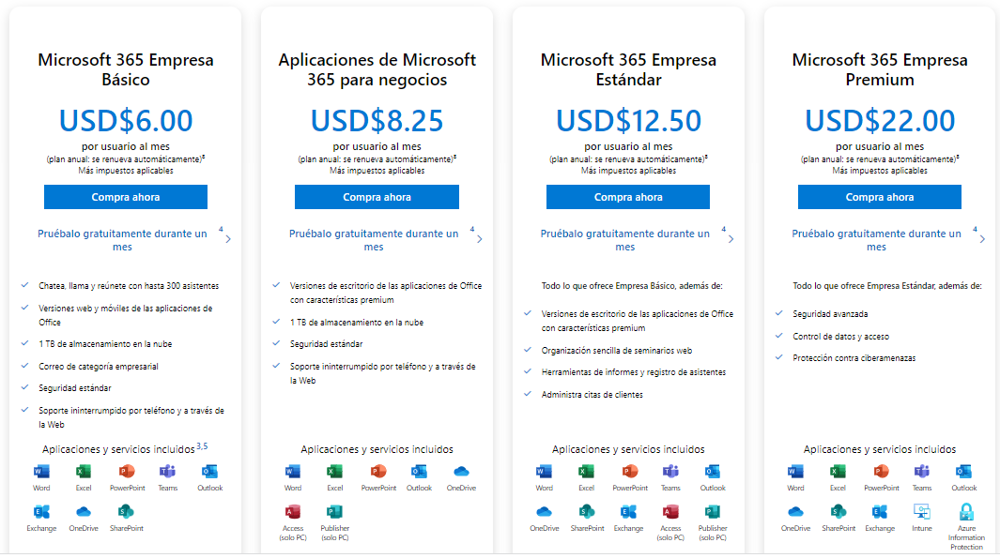 Microsoft 365 Empresa
Básico
USD$6.00
por usuario al mes
(plan anual: se renueva automáticamente)⁸
Más impuestos aplicables
Compra ahora
Pruébalo gratuitamente durante un 4
mes
Chatea, llama y reúnete con hasta 300 asistentes
Versiones web y móviles de las aplicaciones de
Office
1 TB de almacenamiento en la nube
Correo de categoría empresarial
Seguridad estándar
Soporte ininterrumpido por teléfono y a través de
la Web
Aplicaciones y servicios incluidos 3,5
Word Excel PowerPoint Teams Outlook
Exchange OneDrive SharePoint
Aplicaciones de Microsoft
365 para negocios
USD$8.25
por usuario al mes
(plan anual: se renueva automáticamente)⁸
Más impuestos aplicables
Compra ahora
Pruébalo gratuitamente durante un 4
mes
Versiones de escritorio de las aplicaciones de Office
con características premium
1 TB de almacenamiento en la nube
Seguridad estándar
Soporte ininterrumpido por teléfono y a través de
la Web
Aplicaciones y servicios incluidos
Word Excel PowerPoint Outlook OneDrive
Access Publisher
(solo PC) (solo PC)
Microsoft 365 Empresa
Estándar
USD$12.50
por usuario al mes
(plan anual: se renueva automáticamente)⁸
Más impuestos aplicables
Compra ahora
Pruébalo gratuitamente durante un 4
mes
Todo lo que ofrece Empresa Básico, además de:
Versiones de escritorio de las aplicaciones de Office
con características premium
Organización sencilla de seminarios web
Herramientas de informes y registro de asistentes
Administra citas de clientes
Aplicaciones y servicios incluidos
Word Excel PowerPoint Teams Outlook
OneDrive SharePoint Exchange Access Publisher
(solo PC) (solo PC)
Microsoft 365 Empresa
Premium
USD$22.00
por usuario al mes
(plan anual: se renueva automáticamente)⁸
Más impuestos aplicables
Compra ahora
Pruébalo gratuitamente durante un 4
mes
Todo lo que ofrece Empresa Estándar, además de:
Seguridad avanzada
Control de datos y acceso
Protección contra ciberamenazas
Aplicaciones y servicios incluidos
Word Excel PowerPoint Teams Outlook
OneDrive SharePoint Exchange Intune Azure
Information
Protection